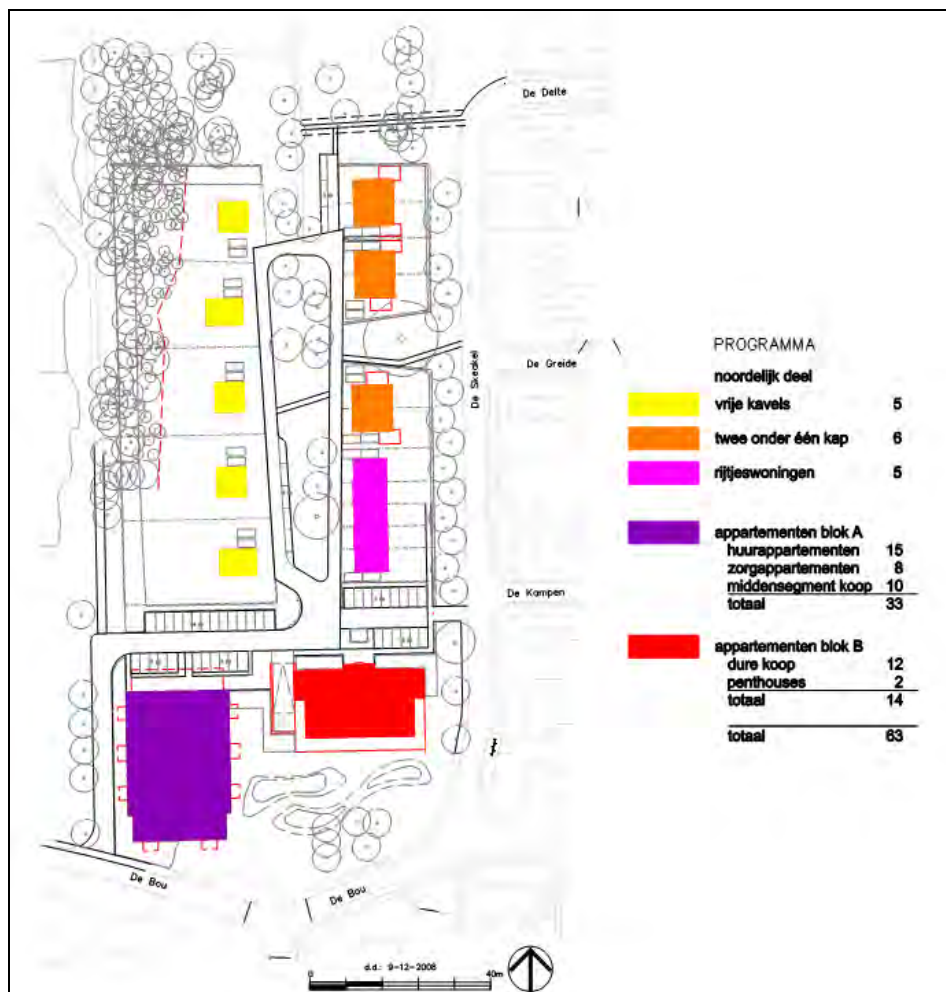 De Delte
De Skeakel
De Greide
De Kampen
De Bou
De Bou
PROGRAMMA
noordelijk deel
vrije kavels 5
twee onder één kap 6
rijtjeswoningen 5
appartementen blok A
huurappartementen 15
zorgappartementen 8
middensegment koop 10
totaal 33
appartementen blok B
dure koop 12
penthouses 2
totaal 14
totaal 63
d.d.: 9-12-2008
0 40m